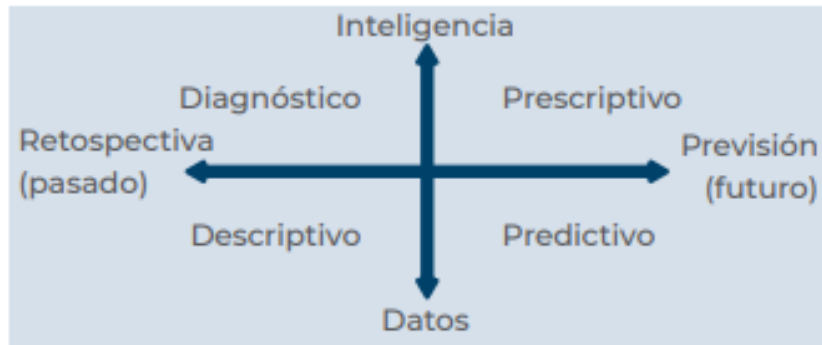 Inteligencia
Diagnóstico
Prescriptivo
Retospectiva
(pasado)
Previsión
(futuro)
Descriptivo
Predictivo
Datos